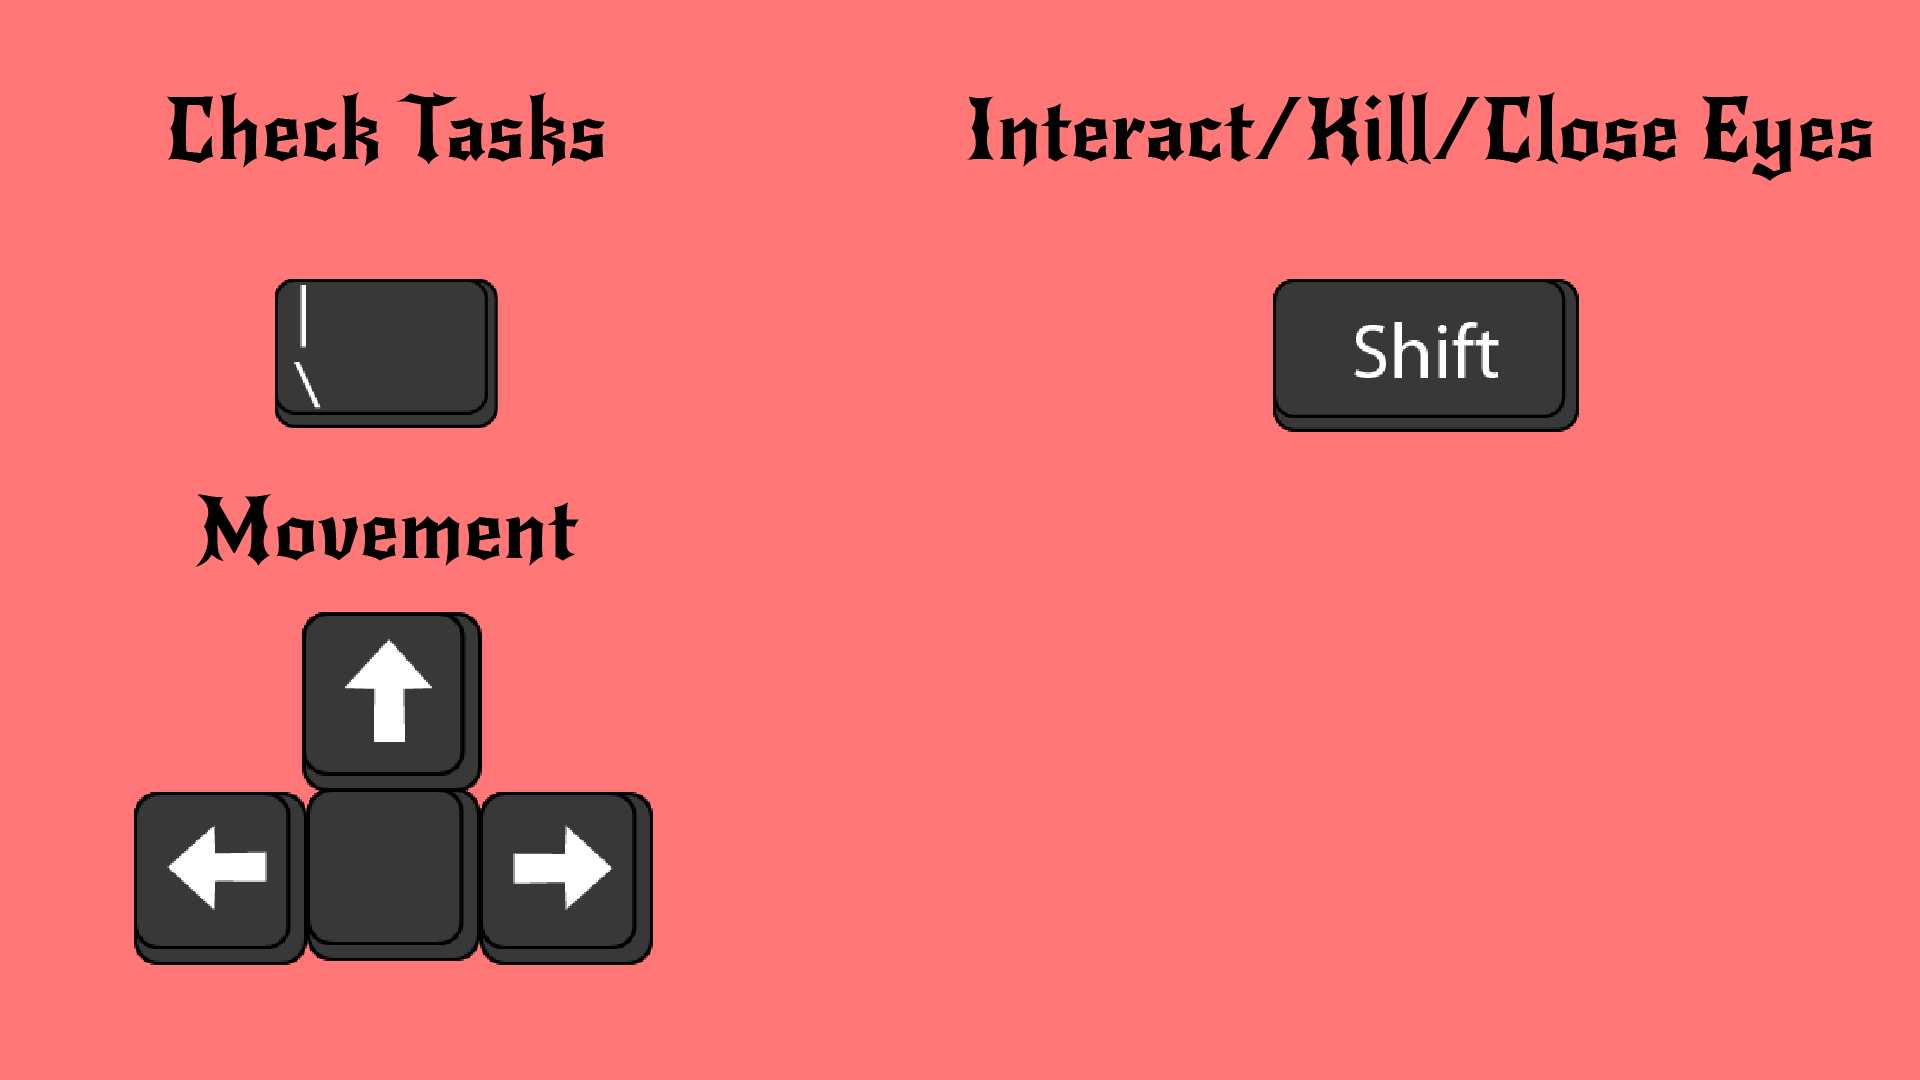 Check Tasks
Interact/Kill/Close Eyes
|
\
Shift
Movement